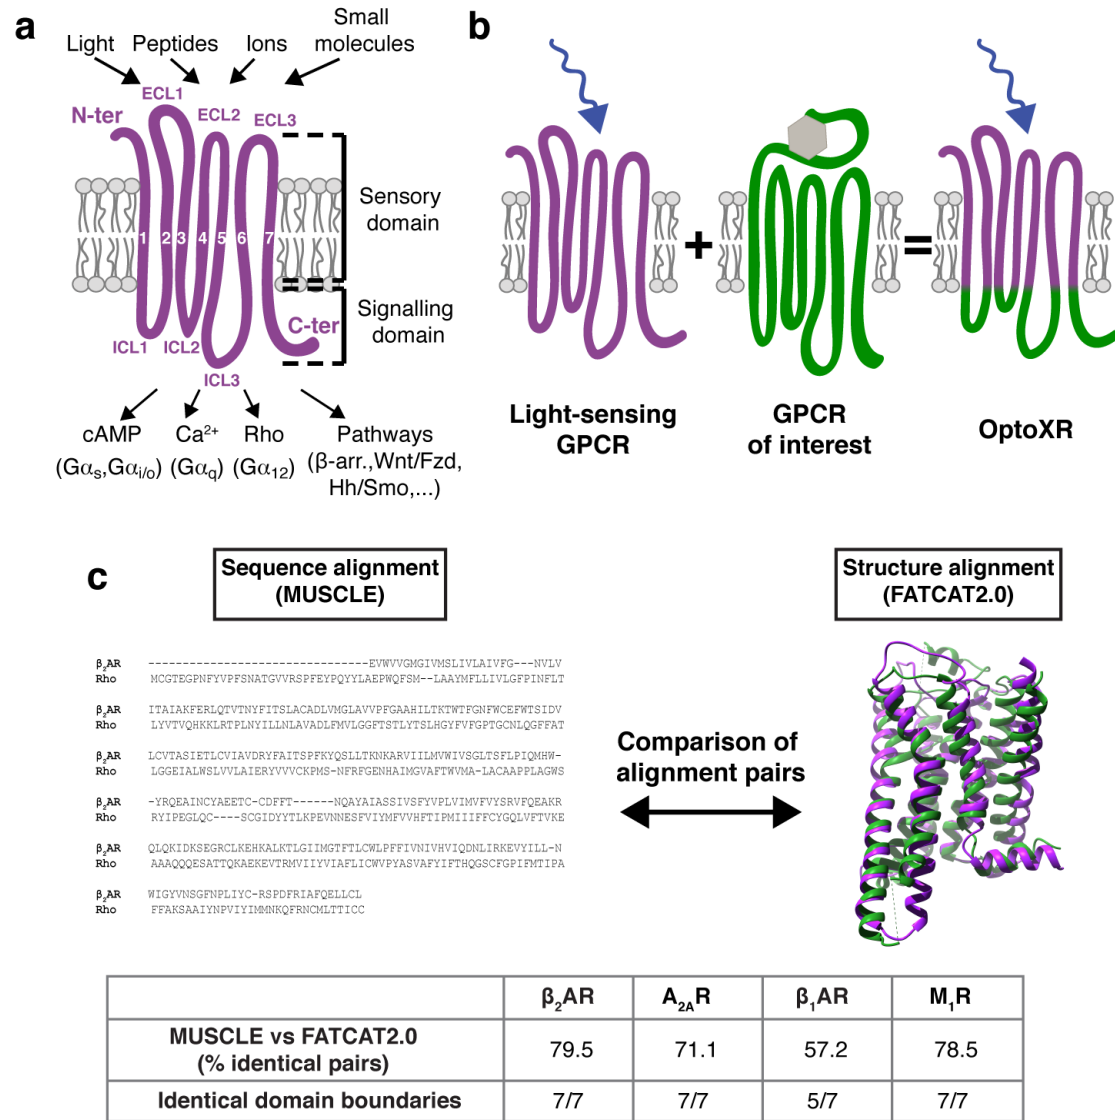 a
Light Peptides Ions Small
molecules
N-ter ECL1 ECL2 ECL3
Sensory
domain
1 2 3 4 5 6 7
Signalling
domain
C-ter
ICL1 ICL2
ICL3
cAMP Ca²⁺ Rho Pathways
(Gαs,Gαi/o) (Gαq) (Gα12) (β-arr.,Wnt/Fzd,
Hh/Smo,...)
b
+ =
Light-sensing
GPCR
GPCR
of interest
OptoXR
c
Sequence alignment
(MUSCLE)
Structure alignment
(FATCAT2.0)
β₂AR --------------------------------EVWVVGMGIVMSLIVLAIVFG---NVLV
Rho MCGTEGPNFYVPFSNATGVVRSPFEYPQYYLAEPWQFSM--LAAYMFLLIVLGFPINFLT
β₂AR ITAIAKFERLQTVTNYFITSLACADLVMGLAVVPFGAAHILTKTWTFGNFWCEFWTSIDV
Rho LYVTVQHKKLRTPLNYILLNLAVADLFMVLGGFTSTLYTSLHGYFVFGPTGCNLQGFFAT
β₂AR LCVTASIETLCVIAVDRYFAITSPFKYQSLLTKNKARVIILMVWIVSGLTSFLPIQMHW-
Rho LGGEIALWSLVVLAIERYVVVCKPMS-NFRFGENHAIMGVAFTWVMA-LACAAPPLAGWS
β₂AR -YRQEAINCYAEETC-CDFFT------NQAYAIASSIVSFYVPLVIMVFVYSRVFQEAKR
Rho RYIPEGLQC----SCGIDYYTLKPEVNNESFVIYMFVVHFTIPMIIIFFCYGQLVFTVKE
β₂AR QLQKIDKSEGRCLKEHKALKTLGIIMGTFTLCWLPFFIVNIVHVIQDNLIRKEVYILL-N
Rho AAAQQQESATTQKAEKEVTRMVIIYVIAFLICWVPYASVAFYIFTHQGSCFGPIFMTIPA
β₂AR WIGYVNSGFNPLIYC-RSPDFRIAFQELLCL
Rho FFAKSAAIYNPVIYIMMNKQFRNCMLTTICC
Comparison of
alignment pairs
β₂AR A₂AR β₁AR M₁R
MUSCLE vs FATCAT2.0
(% identical pairs) 79.5 71.1 57.2 78.5
Identical domain boundaries 7/7 7/7 5/7 7/7